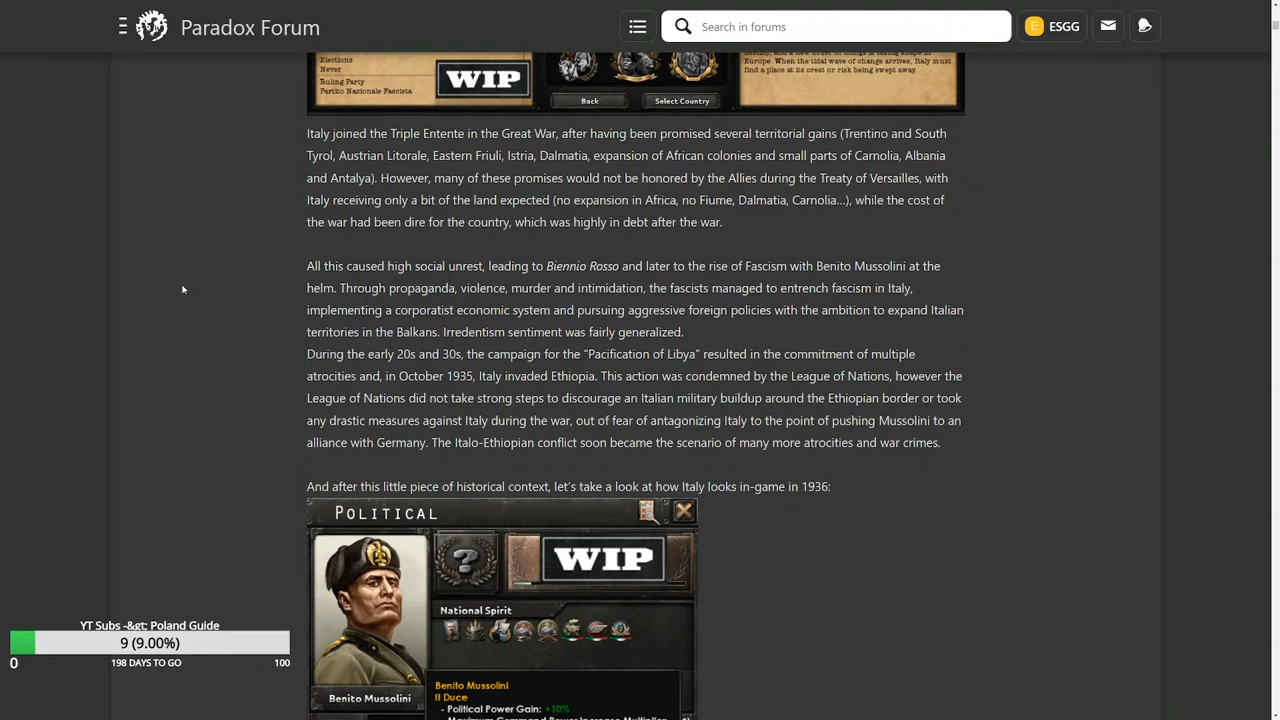 Paradox Forum
Search in forums
E ESGG
Elections
Never
Ruling Party
Partito Nazionale Fascista
WIP
Back
Select Country
destiny, and a new order of things is taking shape in
Europe. When the tidal wave of change arrives, Italy must
find a place at its crest or risk being swept away.
Italy joined the Triple Entente in the Great War, after having been promised several territorial gains (Trentino and South
Tyrol, Austrian Litorale, Eastern Friuli, Istria, Dalmatia, expansion of African colonies and small parts of Carnolia, Albania
and Antalya). However, many of these promises would not be honored by the Allies during the Treaty of Versailles, with
Italy receiving only a bit of the land expected (no expansion in Africa, no Fiume, Dalmatia, Carnolia...), while the cost of
the war had been dire for the country, which was highly in debt after the war.
All this caused high social unrest, leading to Biennio Rosso and later to the rise of Fascism with Benito Mussolini at the
helm. Through propaganda, violence, murder and intimidation, the fascists managed to entrench fascism in Italy,
implementing a corporatist economic system and pursuing aggressive foreign policies with the ambition to expand Italian
territories in the Balkans. Irredentism sentiment was fairly generalized.
During the early 20s and 30s, the campaign for the “Pacification of Libya” resulted in the commitment of multiple
atrocities and, in October 1935, Italy invaded Ethiopia. This action was condemned by the League of Nations, however the
League of Nations did not take strong steps to discourage an Italian military buildup around the Ethiopian border or took
any drastic measures against Italy during the war, out of fear of antagonizing Italy to the point of pushing Mussolini to an
alliance with Germany. The Italo-Ethiopian conflict soon became the scenario of many more atrocities and war crimes.
And after this little piece of historical context, let's take a look at how Italy looks in-game in 1936:
POLITICAL
?
WIP
National Spirit
Benito Mussolini
Benito Mussolini
Il Duce
- Political Power Gain: +10%
- Maximum Command Power Increase Multiplier
YT Subs -&gt; Poland Guide
9 (9.00%)
0
198 DAYS TO GO
100